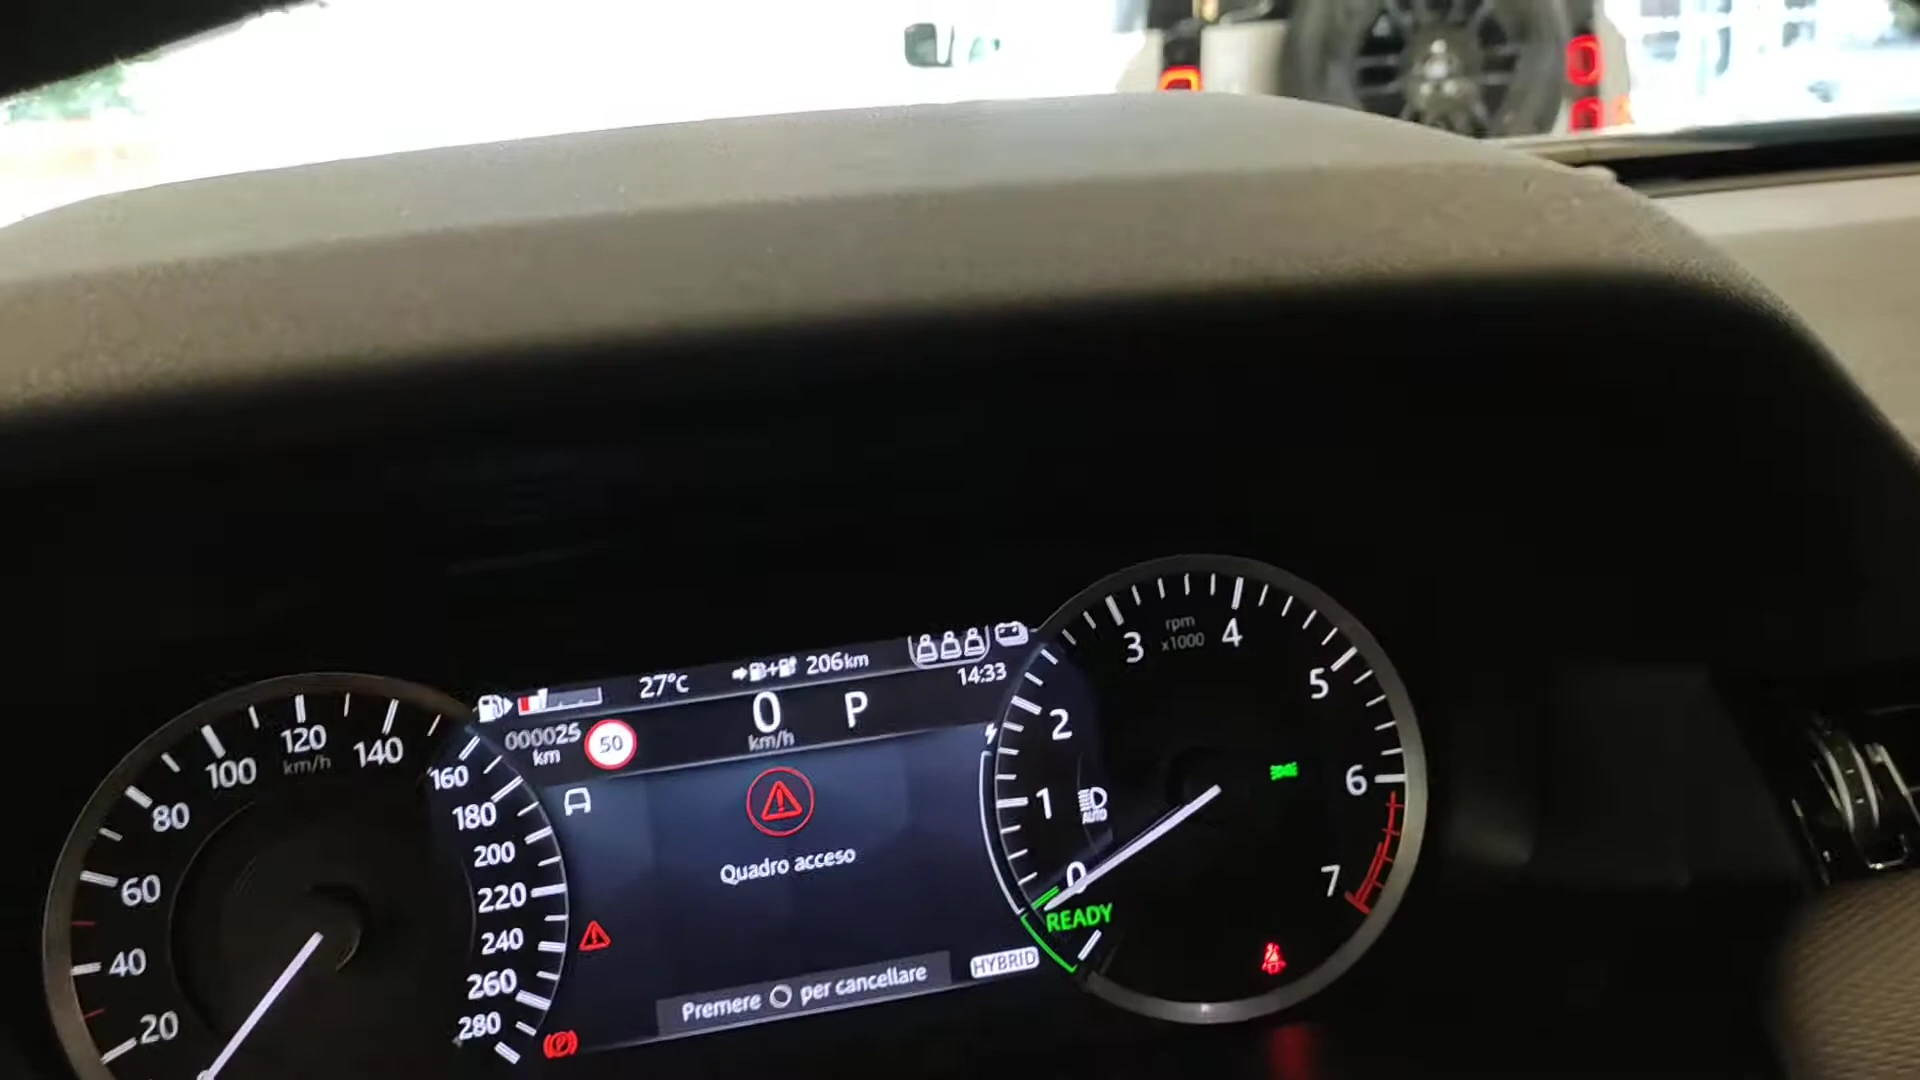 27°C
206km
14:33
000025
km
50
0
km/h
P
Quadro acceso
Premere per cancellare
HYBRID
20
40
60
80
100
120
km/h
140
160
180
200
220
240
260
280
0
1
2
3
4
5
6
7
rpm
x1000
AUTO
READY
P